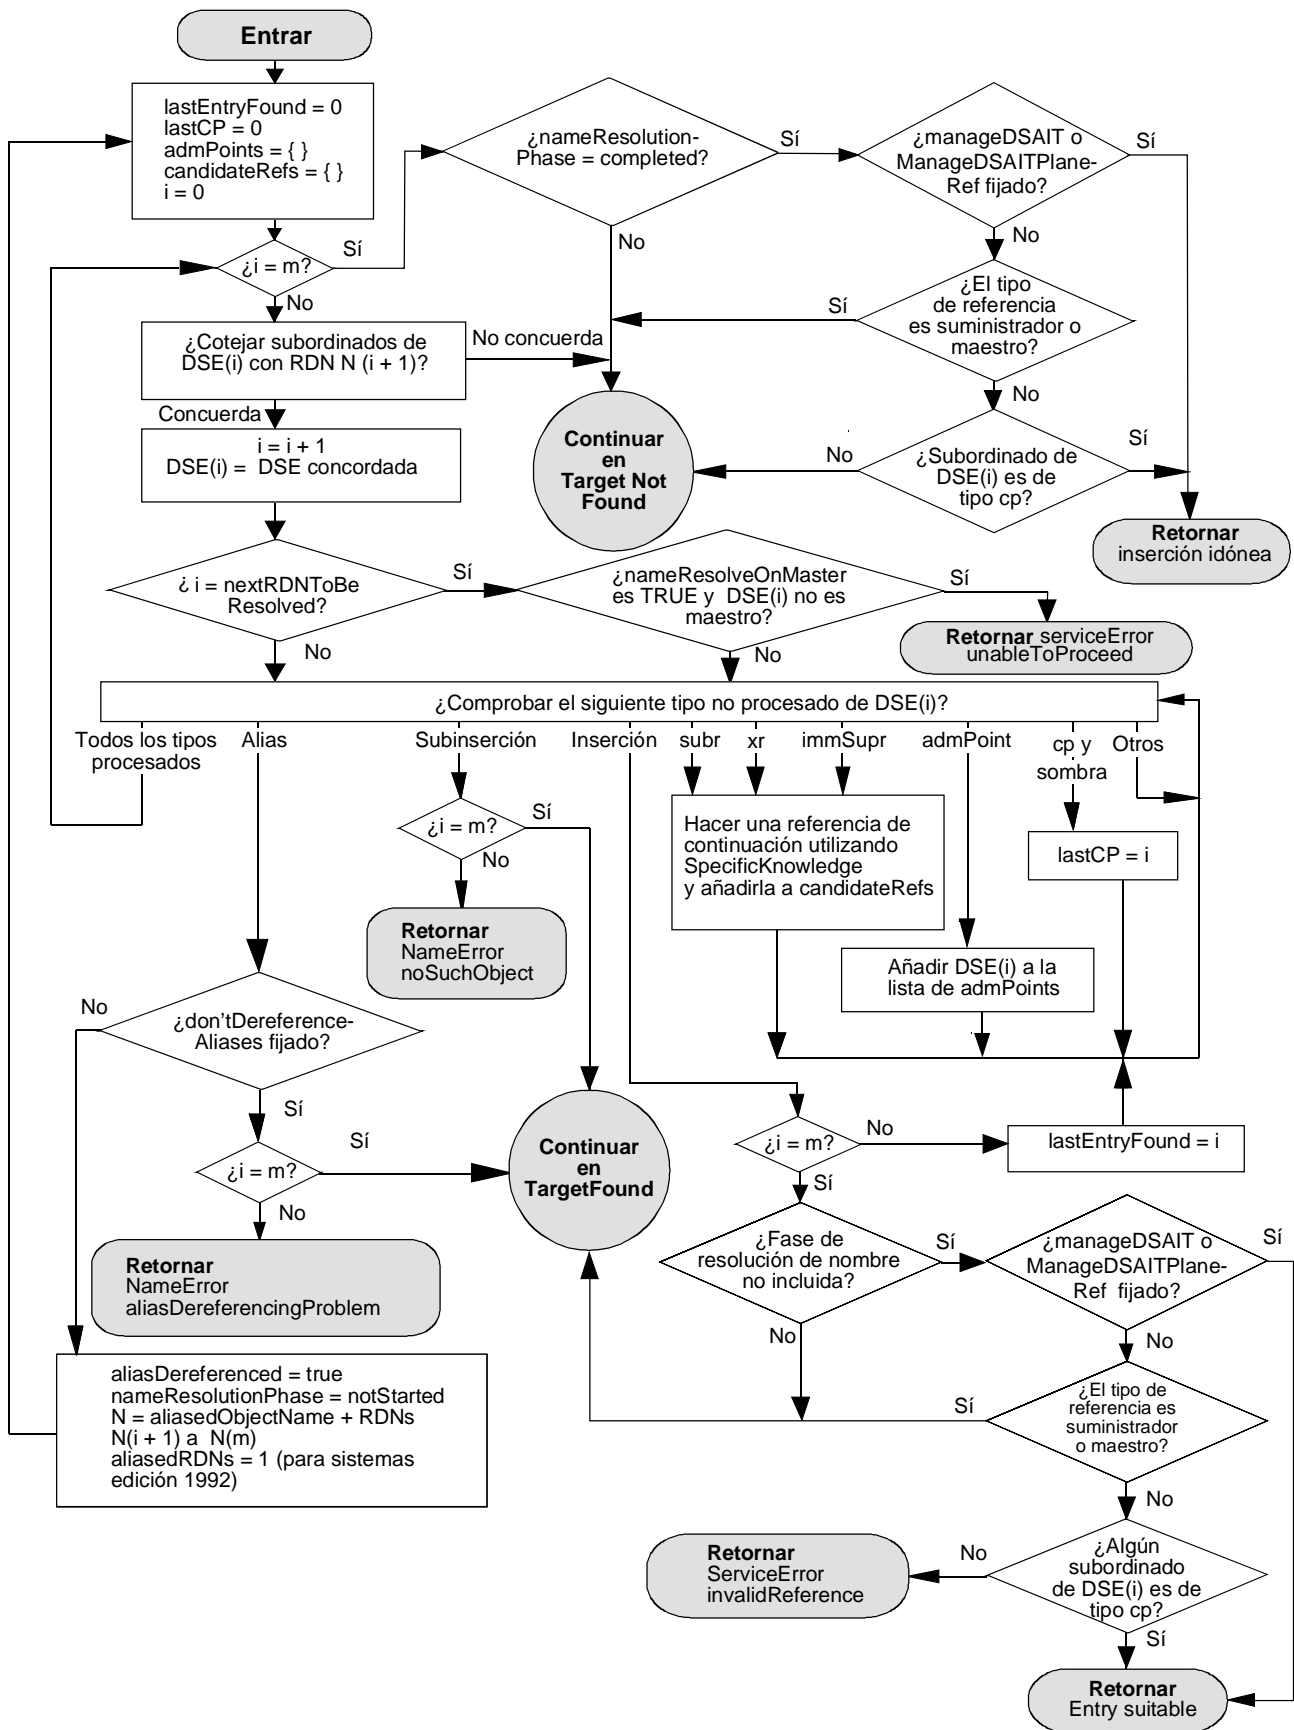 Entrar
lastEntryFound = 0
lastCP = 0
admPoints = { }
candidateRefs = { }
i = 0
¿nameResolution-
Phase = completed?
Sí
¿manageDSAIT o
ManageDSAITPlane-
Ref fijado?
Sí
No
No
¿i = m?
Sí
No
¿El tipo
de referencia
es suministrador o
maestro?
Sí
No
¿Cotejar subordinados de
DSE(i) con RDN N (i + 1)?
No concuerda
Concuerda
i = i + 1
DSE(i) =  DSE concordada
Continuar
en
Target Not
Found
No
¿Subordinado de
DSE(i) es de
tipo cp?
Sí
Retornar
inserción idónea
¿ i = nextRDNToBe
Resolved?
Sí
No
¿nameResolveOnMaster
es TRUE y  DSE(i) no es
maestro?
Sí
No
Retornar serviceError
unableToProceed
¿Comprobar el siguiente tipo no procesado de DSE(i)?
Todos los tipos
procesados
Alias
Subinserción
Inserción
subr
xr
immSupr
admPoint
cp y
sombra
Otros
¿i = m?
Sí
No
Hacer una referencia de
continuación utilizando
SpecificKnowledge
y añadirla a candidateRefs
lastCP = i
Retornar
NameError
noSuchObject
Añadir DSE(i) a la
lista de admPoints
No
¿don'tDereference-
Aliases fijado?
Sí
¿i = m?
Sí
No
Continuar
en
TargetFound
¿i = m?
No
Sí
lastEntryFound = i
Retornar
NameError
aliasDereferencingProblem
¿Fase de
resolución de nombre
no incluida?
Sí
No
¿manageDSAIT o
ManageDSAITPlane-
Ref  fijado?
Sí
No
aliasDereferenced = true
nameResolutionPhase = notStarted
N = aliasedObjectName + RDNs
N(i + 1) a  N(m)
aliasedRDNs = 1 (para sistemas
edición 1992)
Sí
¿El tipo de
referencia es
suministrador
o maestro?
No
Retornar
ServiceError
invalidReference
No
¿Algún
subordinado
de DSE(i) es de
tipo cp?
Sí
Retornar
Entry suitable